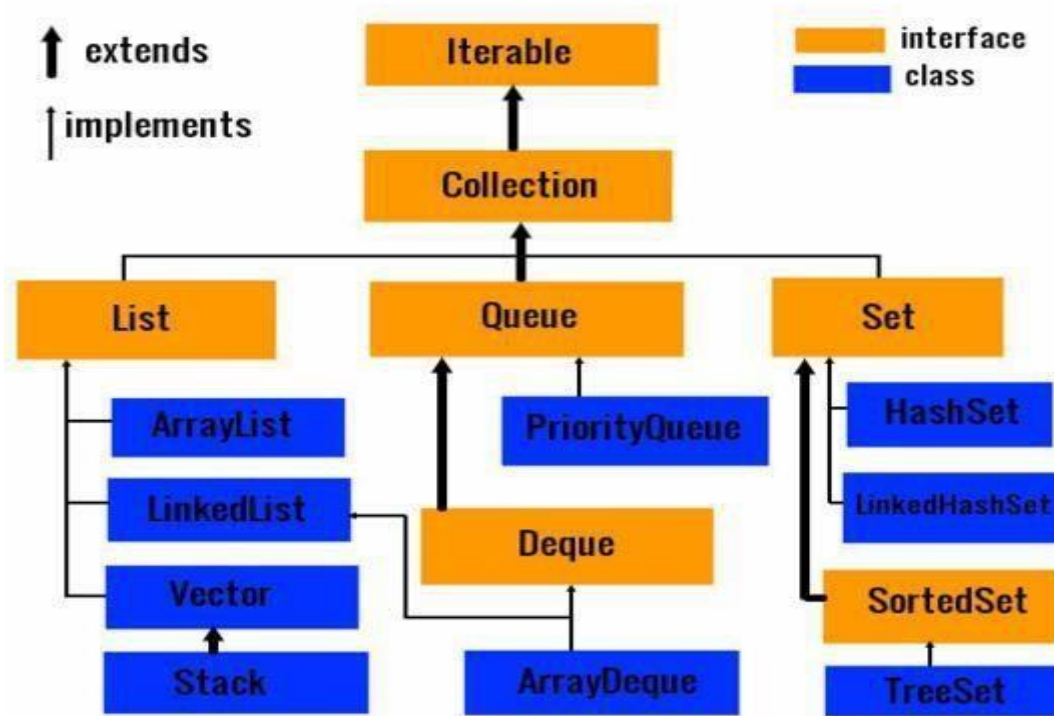 extends
implements
interface
class
Iterable
Collection
List
Queue
Set
ArrayList
PriorityQueue
HashSet
LinkedList
LinkedHashSet
Deque
Vector
SortedSet
Stack
ArrayDeque
TreeSet